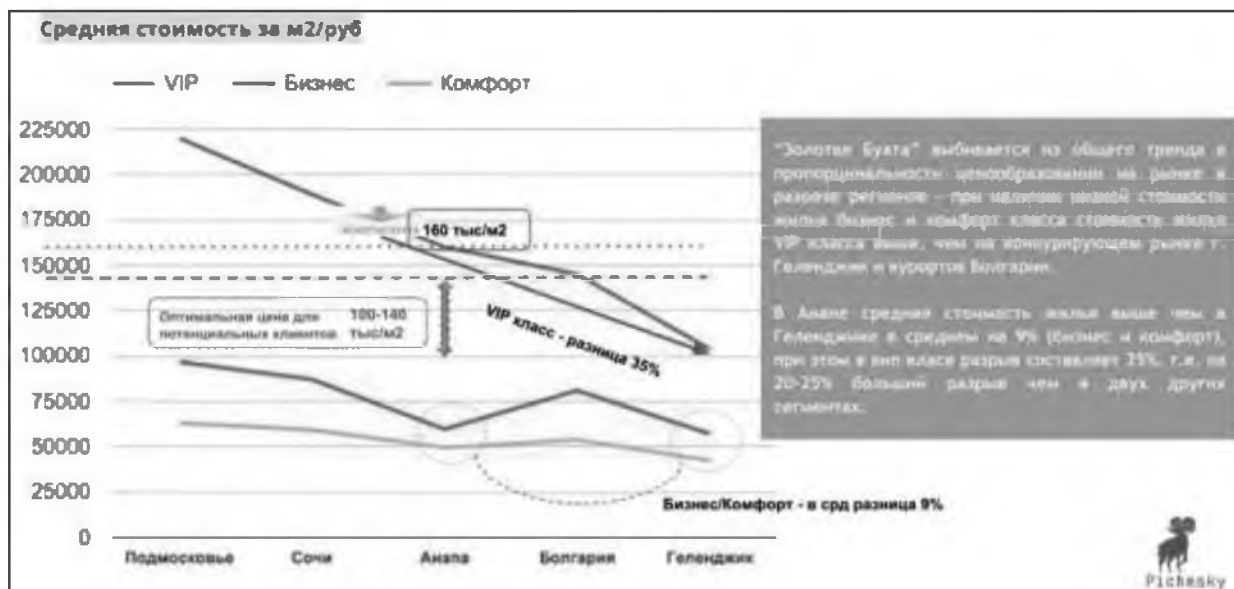 Средняя стоимость за м2/руб
VIP Бизнес Комфорт
225000
200000
175000
150000
125000
100000
75000
50000
25000
0
160 тыс/м2
Оптимальная цена для
потенциальных клиентов
100-140
тыс/м2
VIP класс - разница 35%
Бизнес/Комфорт - в срд разница 9%
Подмосковье Сочи Анапа Болгария Геленджик
"Золотая Бухта" выбивается из общего тренда в
пропорциональности ценообразования на рынке в
разрезе регионов - при наличии низкой стоимости
жилья бизнес и комфорт класса стоимость жилья
VIP класса выше, чем на конкурирующем рынке г.
Геленджик и курортов Болгарии.
В Анапе средняя стоимость жилья выше чем в
Геленджике в среднем на 9% (бизнес и комфорт),
при этом в вип класе разрыв составляет 35%, т.е. на
20-25% больший разрыв чем в двух других
сегментах.
Pichesky